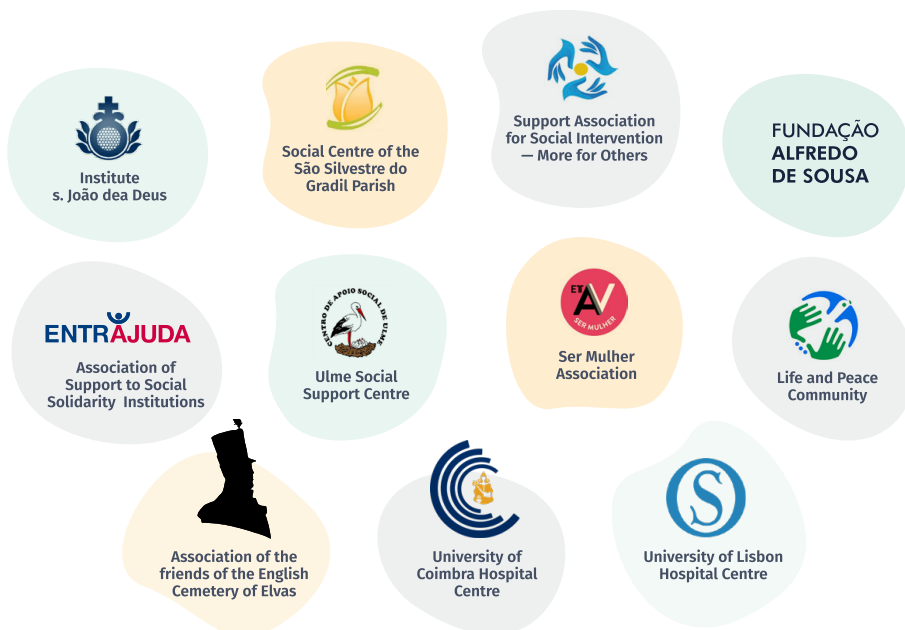 Institute
s. João dea Deus
Social Centre of the
São Silvestre do
Gradil Parish
Support Association
for Social Intervention
— More for Others
FUNDAÇÃO
ALFREDO
DE SOUSA
ENTRAJUDA
Association of
Support to Social
Solidarity Institutions
CENTRO DE APOIO SOCIAL DE ULME
Ulme Social
Support Centre
ET
AV
SER MULHER
Ser Mulher
Association
Life and Peace
Community
Association of the
friends of the English
Cemetery of Elvas
University of
Coimbra Hospital
Centre
S
University of Lisbon
Hospital Centre